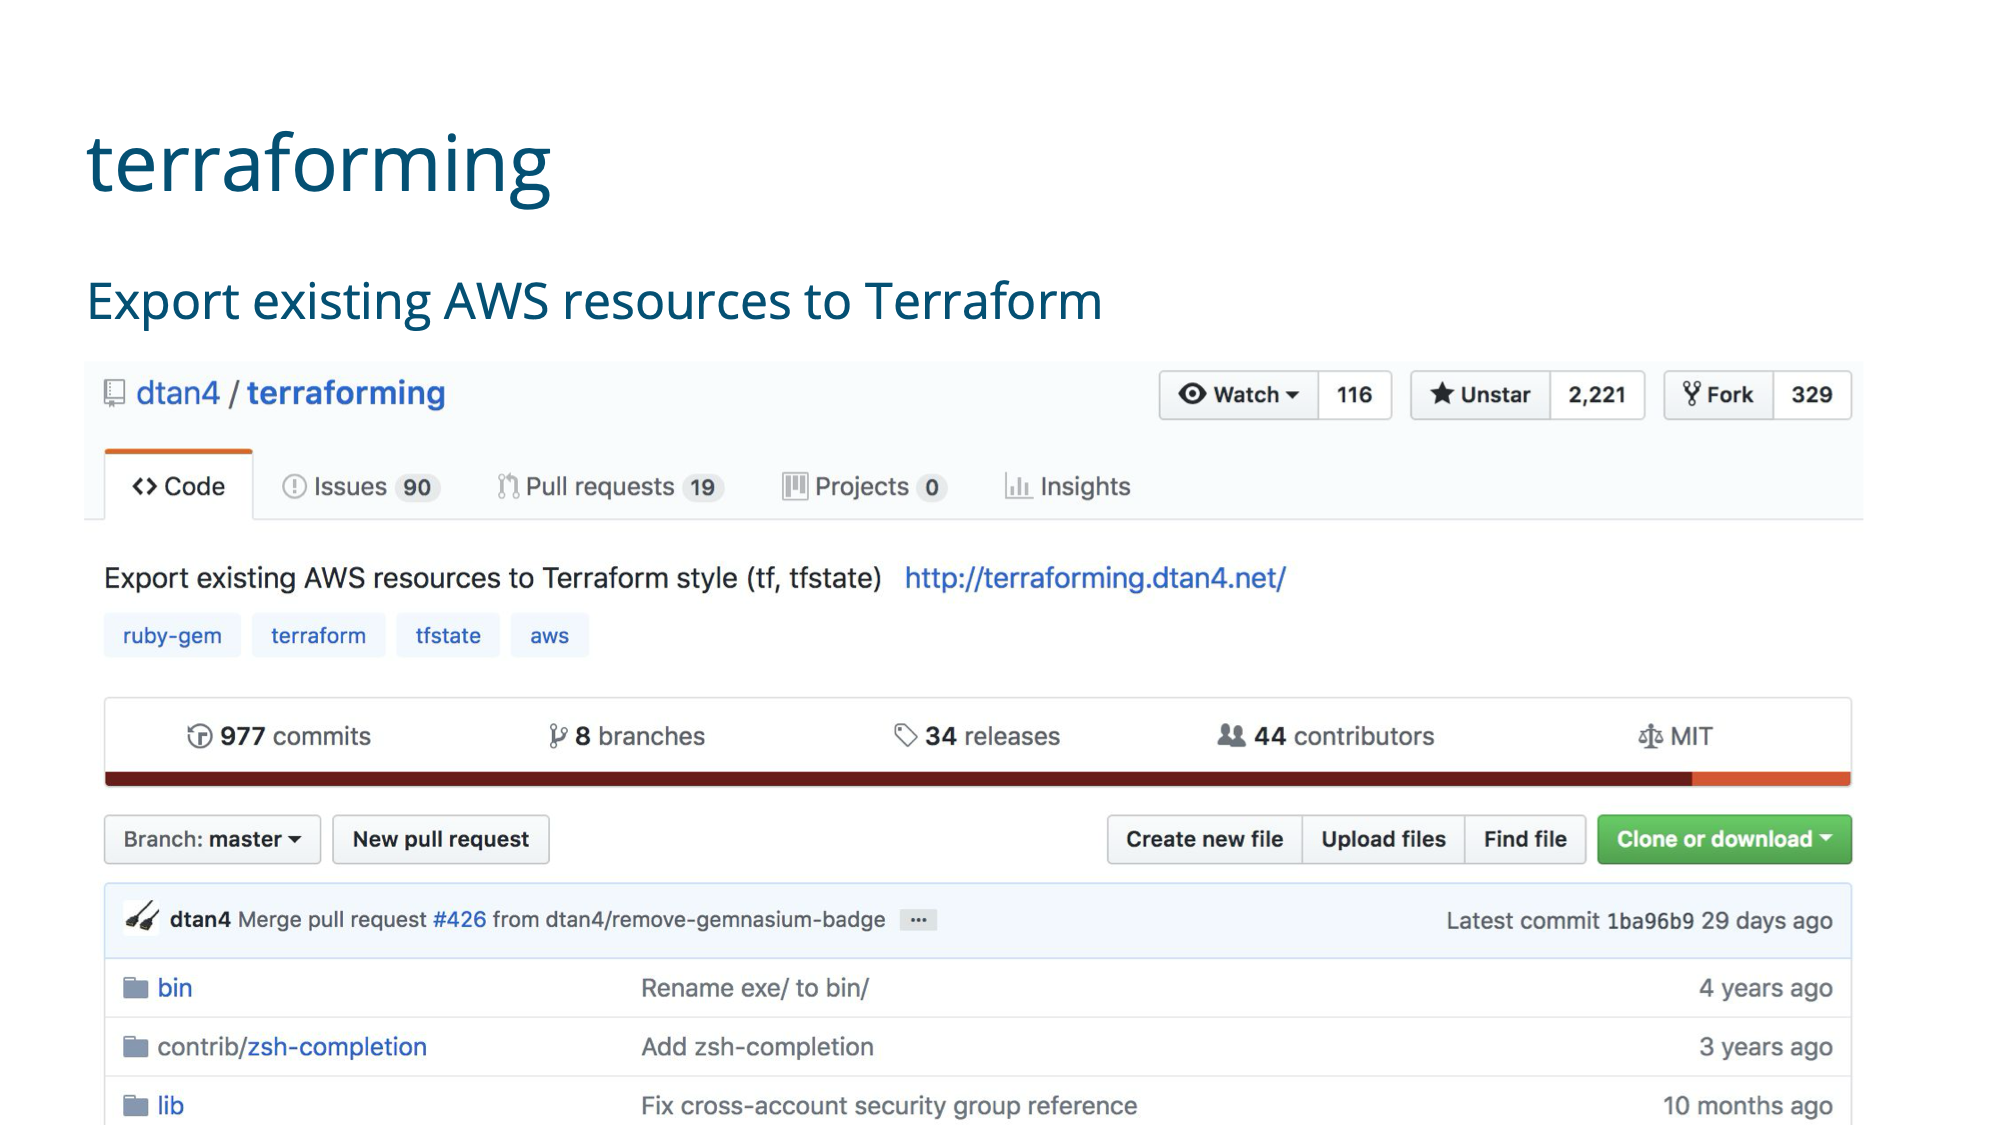 terraforming
Export existing AWS resources to Terraform
dtan4 / terraforming Watch 116 Unstar 2,221 Fork 329
Code Issues 90 Pull requests 19 Projects 0 Insights
Export existing AWS resources to Terraform style (tf, tfstate) http://terraforming.dtan4.net/
ruby-gem terraform tfstate aws
977 commits 8 branches 34 releases 44 contributors MIT
Branch: master New pull request Create new file Upload files Find file Clone or download
dtan4 Merge pull request #426 from dtan4/remove-gemnasium-badge ... Latest commit 1ba96b9 29 days ago
bin Rename exe/ to bin/ 4 years ago
contrib/zsh-completion Add zsh-completion 3 years ago
lib Fix cross-account security group reference 10 months ago